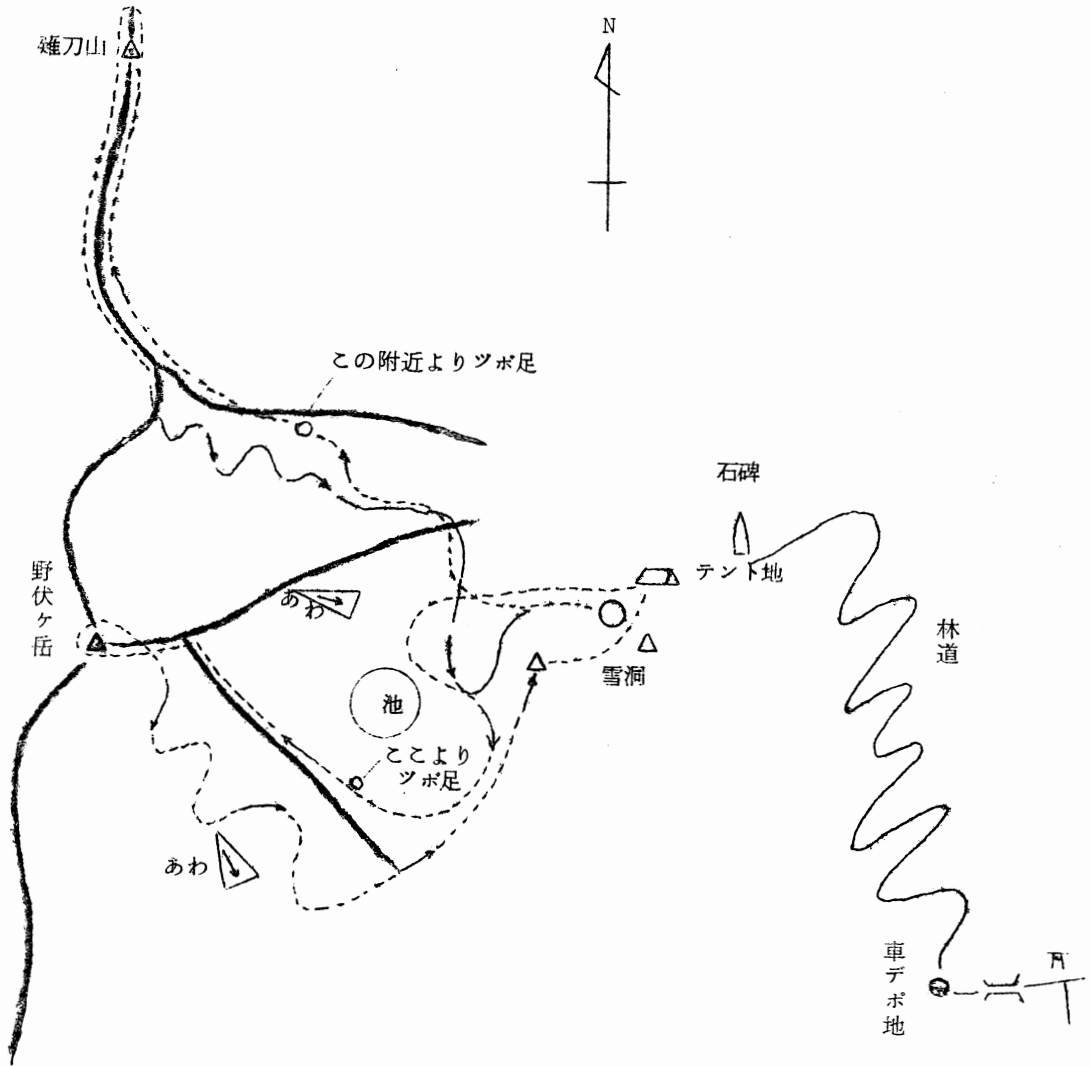 N
薙刀山
この附近よりツボ足
石碑
テント地
野伏ヶ岳
あわ
林道
雪洞
池
ここより
ツボ足
あわ
車デポ地